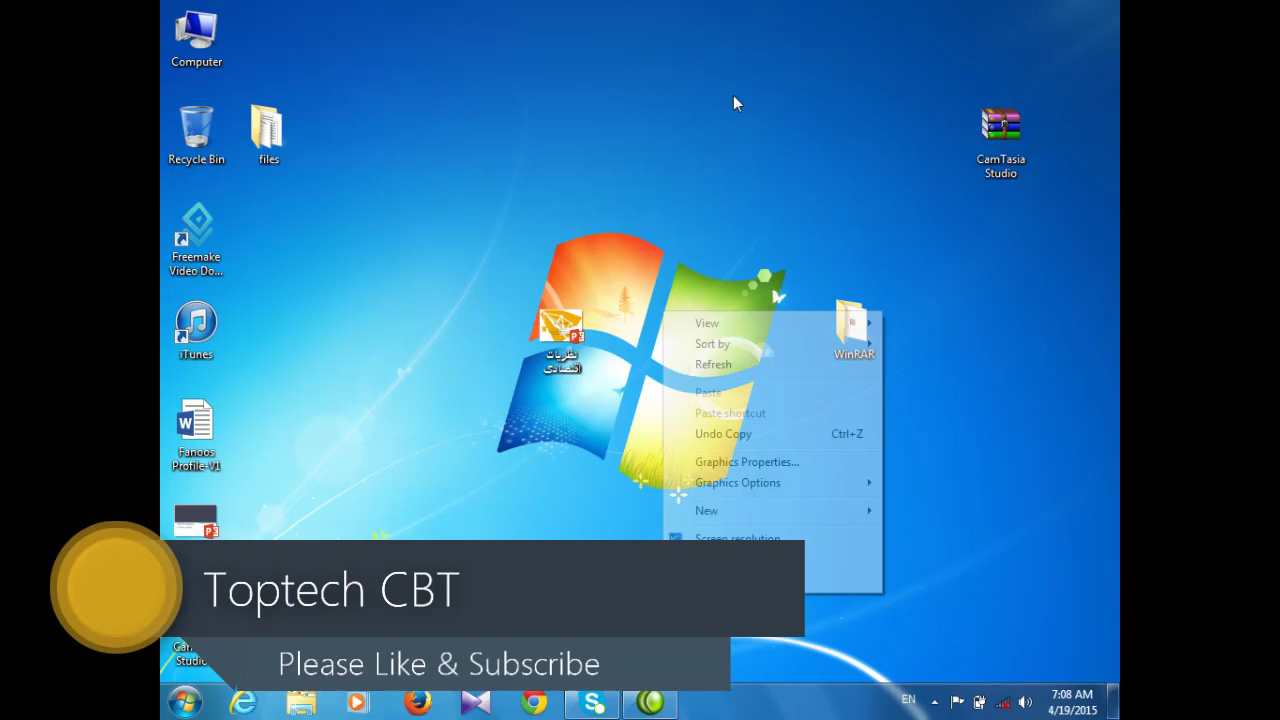 Computer
Recycle Bin
files
CamTasia
Studio
Freemake
Video Do...
iTunes
نظریات
اقتصادی
WinRAR
View
Sort by
Refresh
Paste
Paste shortcut
Undo Copy Ctrl+Z
Graphics Properties...
Graphics Options
New
Screen resolution
Fanoos
Profile-V1
Toptech CBT
Please Like & Subscribe
Studio
EN
7:08 AM
4/19/2015